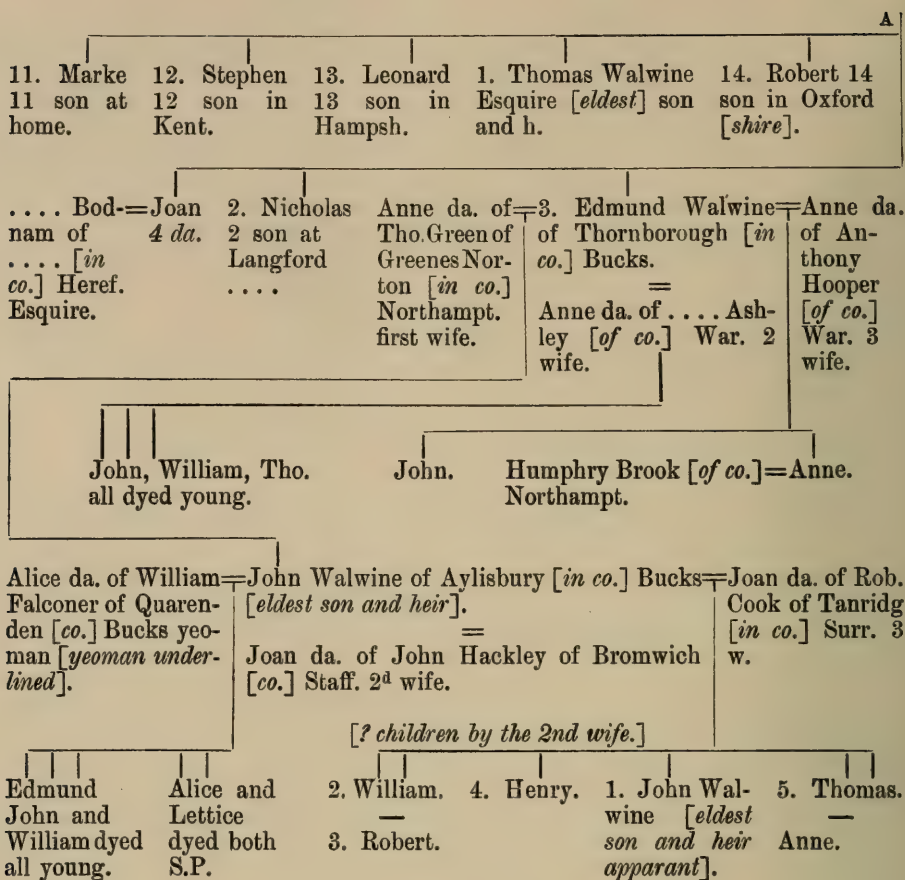 A
11. Marke
11 son at
home.
12. Stephen
12 son in
Kent.
13. Leonard
13 son in
Hampsh.
1. Thomas Walwine
Esquire [eldest] son
and h.
14. Robert 14
son in Oxford
[shire].
.... Bod-=Joan
nam of
.... [in
co.] Heref.
Esquire.
4 da.
2. Nicholas
2 son at
Langford
....
Anne da. of
Tho. Green of
Greenes Nor-
ton [in co.]
Northampt.
first wife.
=3. Edmund Walwine=
of Thornborough [in
co.] Bucks.
=
Anne da. of .... Ash-
ley [of co.] War. 2
wife.
Anne da.
of An-
thony
Hooper
[of co.]
War. 3
wife.
John, William, Tho.
all dyed young.
John.
Humphry Brook [of co.]=Anne.
Northampt.
Alice da. of William
Falconer of Quaren-
den [co.] Bucks yeo-
man [yeoman under-
lined].
=John Walwine of Aylisbury [in co.] Bucks=
[eldest son and heir].
=
Joan da. of John Hackley of Bromwich
[co.] Staff. 2d wife.
Joan da. of Rob.
Cook of Tanridg
[in co.] Surr. 3
w.
[? children by the 2nd wife.]
Edmund
John and
William dyed
all young.
Alice and
Lettice
dyed both
S.P.
2. William.
—
3. Robert.
4. Henry.
1. John Wal-
wine [eldest
son and heir
apparant].
5. Thomas.
—
Anne.